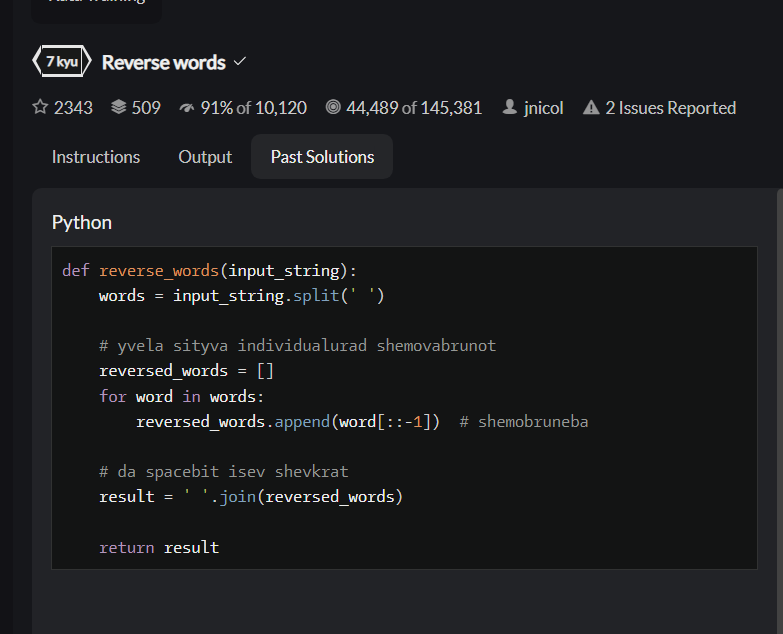 7 kyu Reverse words
2343 509 91% of 10,120 44,489 of 145,381 jnicol 2 Issues Reported
Instructions Output Past Solutions
Python
def reverse_words(input_string):
    words = input_string.split(' ')
    # yvela sityva individualurad shemovabrunot
    reversed_words = []
    for word in words:
        reversed_words.append(word[::-1])  # shemobruneba
    # da spacebit isev shevkrat
    result = ' '.join(reversed_words)
    return result